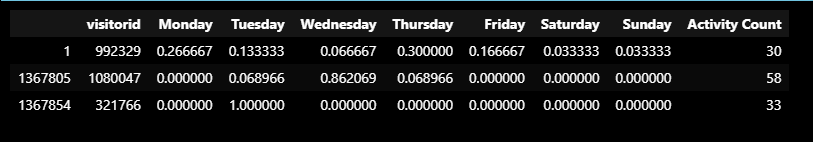 visitorid Monday Tuesday Wednesday Thursday Friday Saturday Sunday Activity Count
1 992329 0.266667 0.133333 0.066667 0.300000 0.166667 0.033333 0.033333 30
1367805 1080047 0.000000 0.068966 0.862069 0.068966 0.000000 0.000000 0.000000 58
1367854 321766 0.000000 1.000000 0.000000 0.000000 0.000000 0.000000 0.000000 33